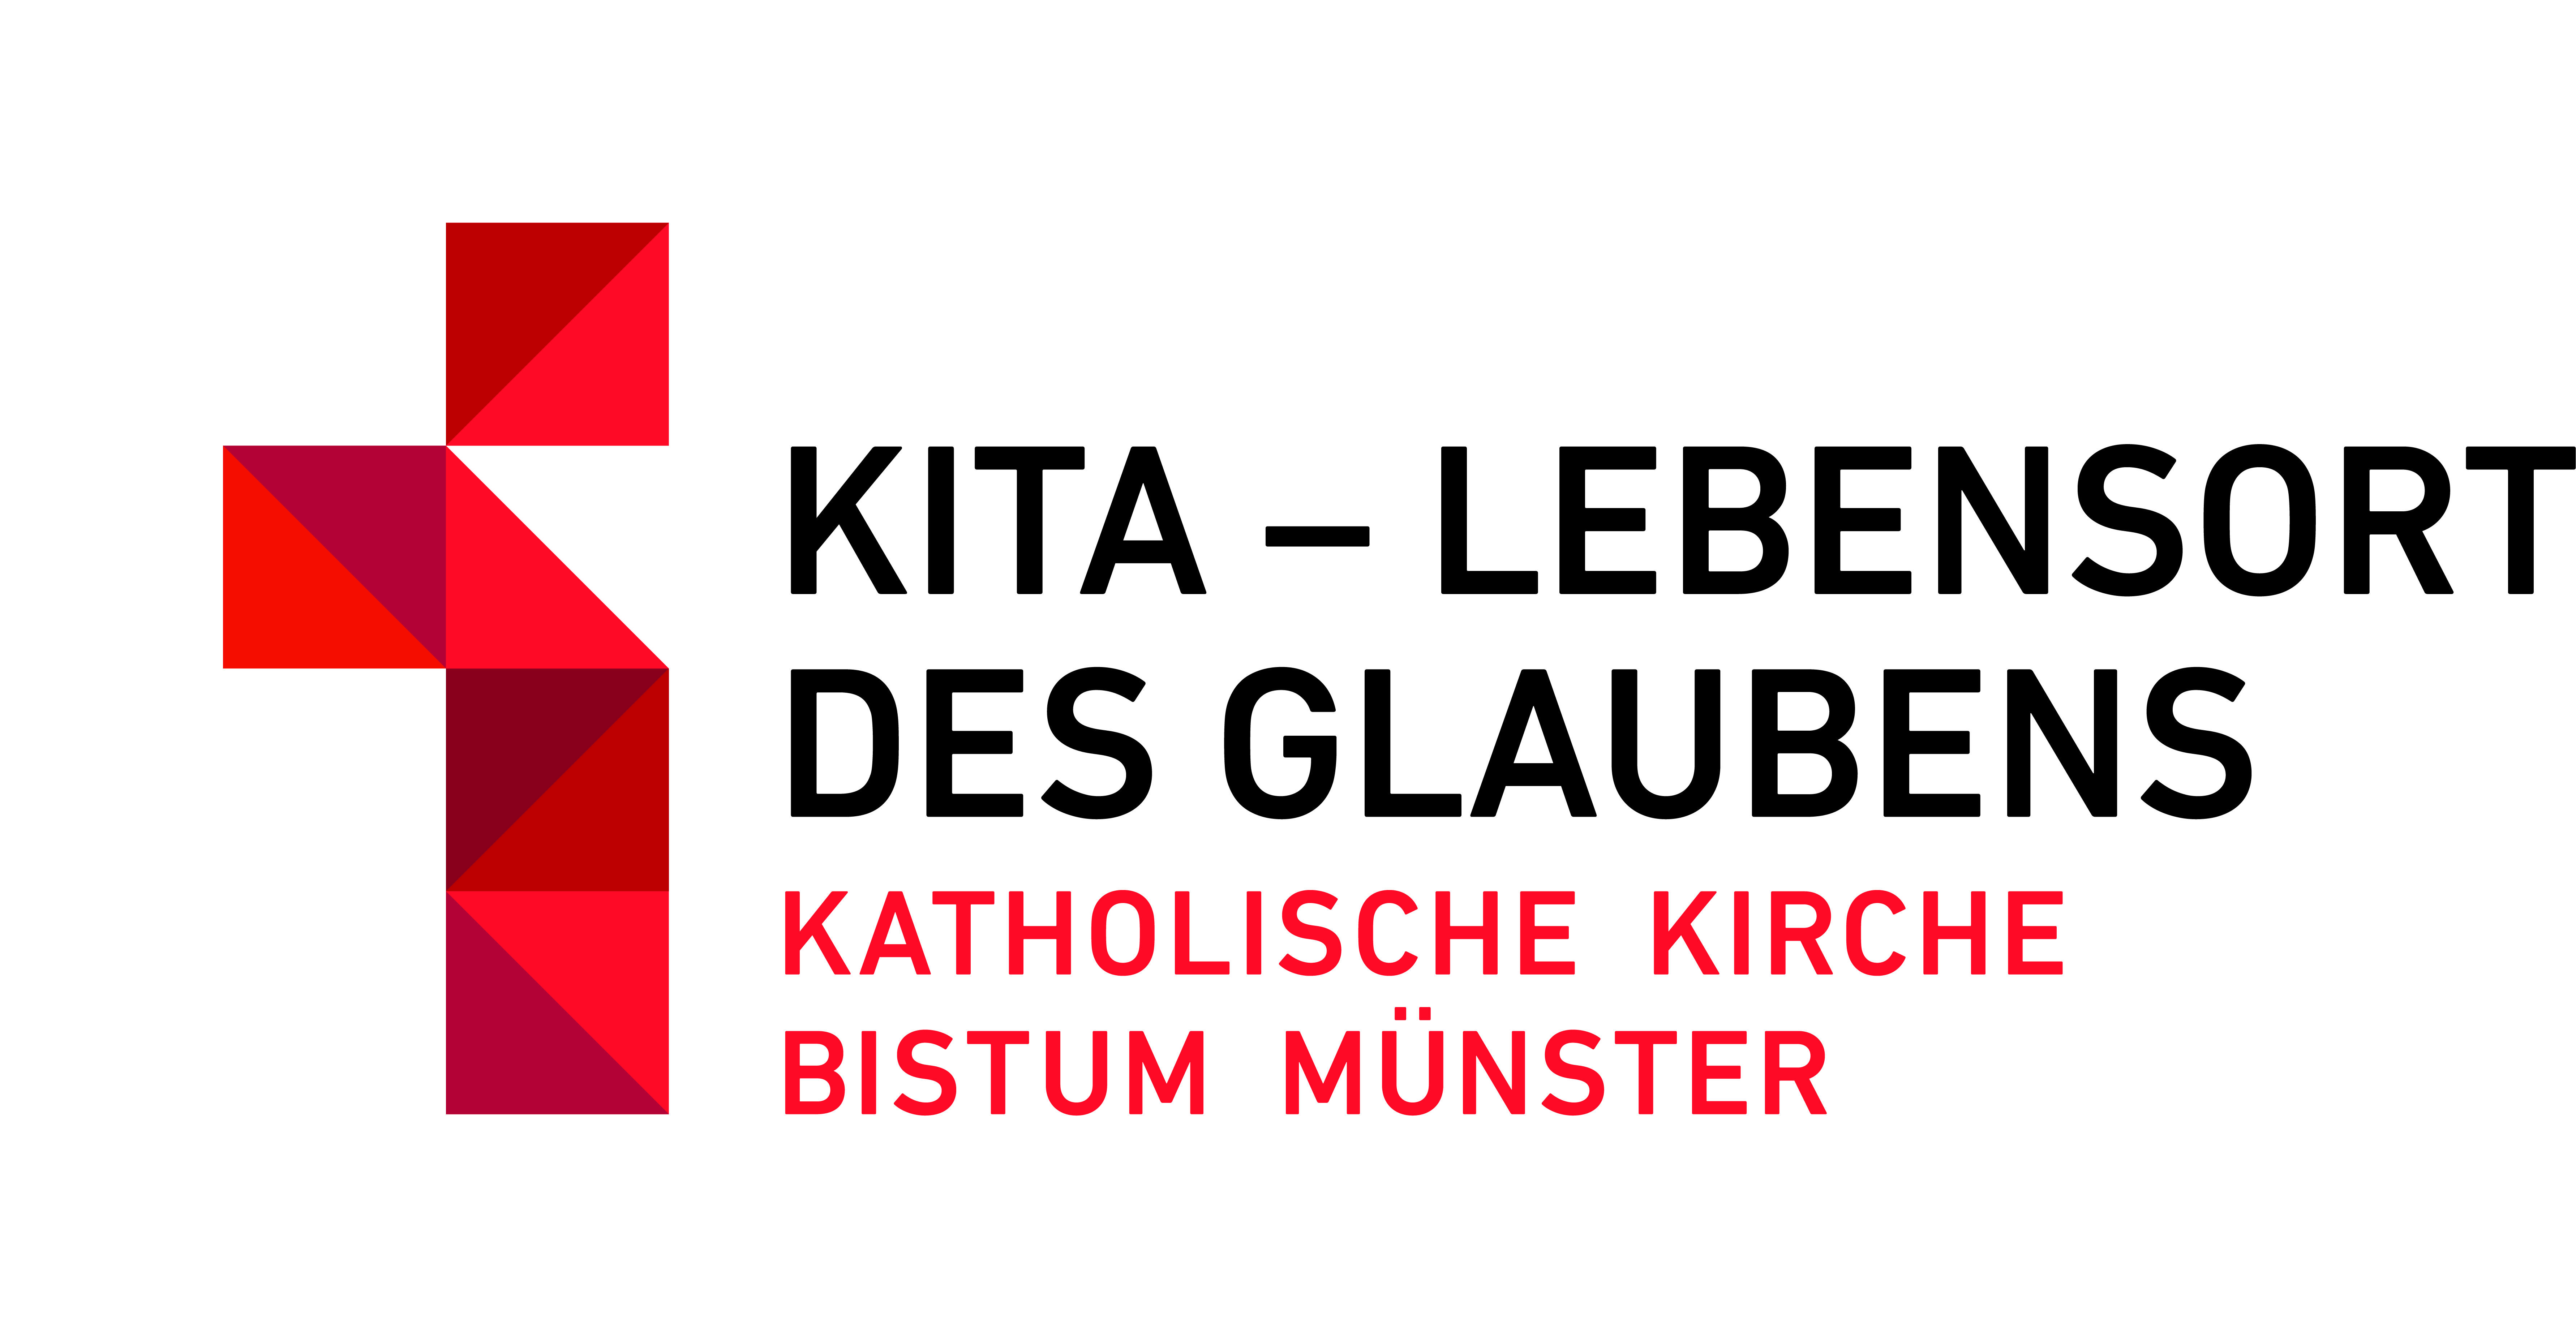 KITA – LEBENSORT
DES GLAUBENS
KATHOLISCHE KIRCHE
BISTUM MÜNSTER